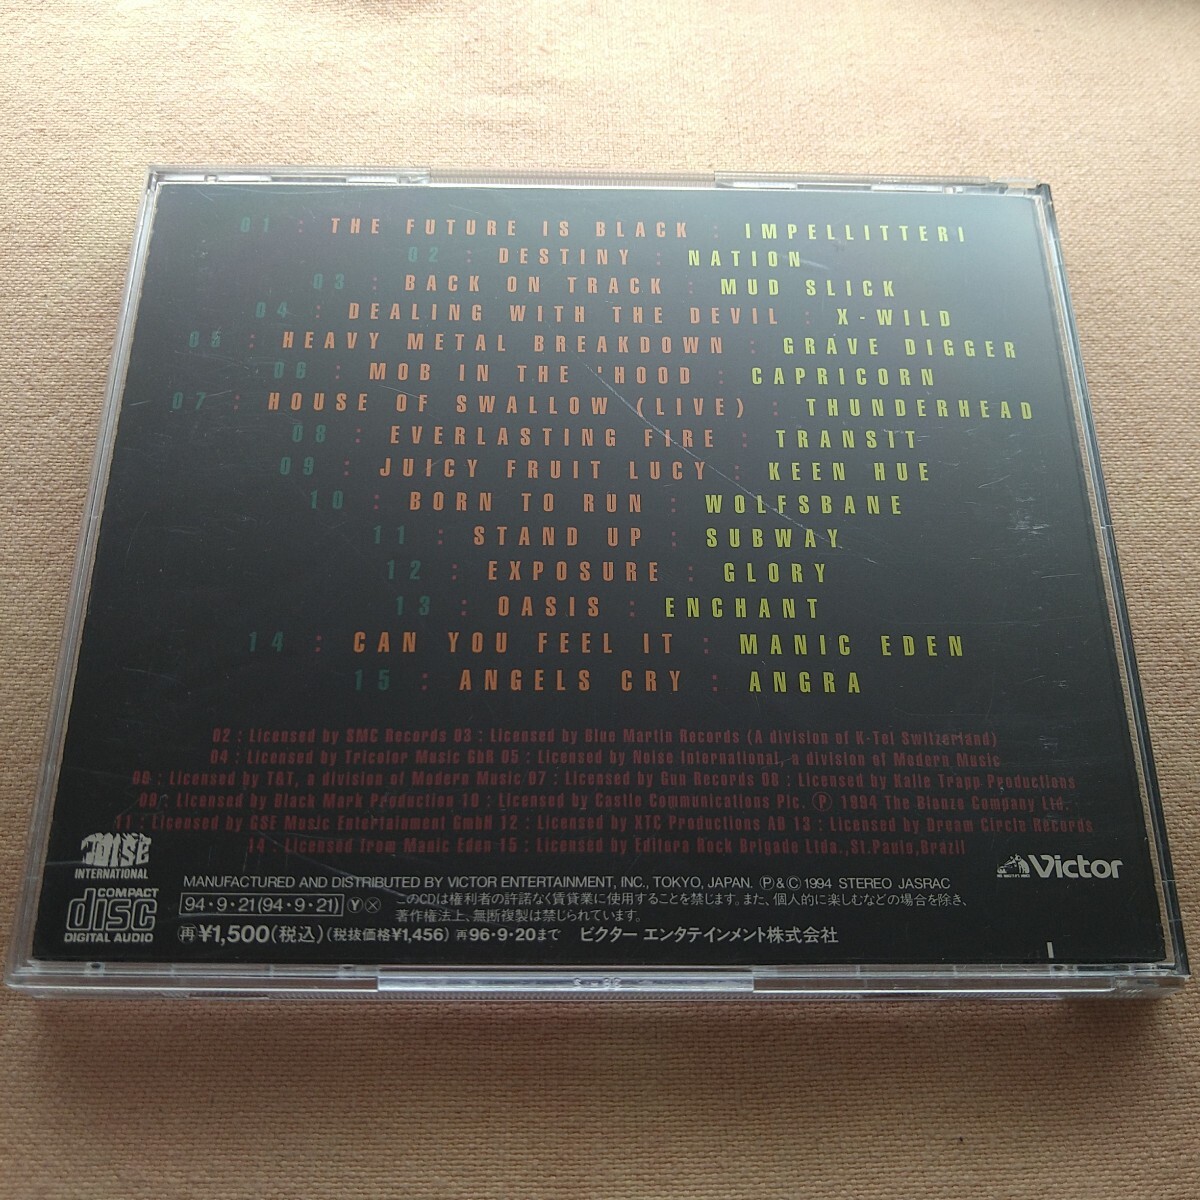 01 : THE FUTURE IS BLACK : IMPELLITTERI
02 : DESTINY : NATION
03 : BACK ON TRACK : MUD SLICK
04 : DEALING WITH THE DEVIL : X-WILD
05 : HEAVY METAL BREAKDOWN : GRAVE DIGGER
06 : MOB IN THE 'HOOD : CAPRICORN
07 : HOUSE OF SWALLOW (LIVE) : THUNDERHEAD
08 : EVERLASTING FIRE : TRANSIT
09 : JUICY FRUIT LUCY : KEEN HUE
10 : BORN TO RUN : WOLFSBANE
11 : STAND UP : SUBWAY
12 : EXPOSURE : GLORY
13 : OASIS : ENCHANT
14 : CAN YOU FEEL IT : MANIC EDEN
15 : ANGELS CRY : ANGRA
02 : Licensed by SMC Records 03 : Licensed by Blue Martin Records (A division of K-Tel Switzerland)
04 : Licensed by Tricolor Music GbR 05 : Licensed by Noise International, a division of Modern Music
06 : Licensed by T&T, a division of Modern Music 07 : Licensed by Gun Records 08 : Licensed by Kalle Trapp Productions
09 : Licensed by Black Mark Production 10 : Licensed by Castle Communications Plc. Ⓟ 1994 The Bronze Company Ltd.
11 : Licensed by GSE Music Entertainment GmbH 12 : Licensed by XTC Productions AB 13 : Licensed by Dream Circle Records
14 : Licensed from Manic Eden 15 : Licensed by Editora Rock Brigade Ltda.,St.Paulo,Brazil
NOISE
INTERNATIONAL
Victor
COMPACT
disc
DIGITAL AUDIO
MANUFACTURED AND DISTRIBUTED BY VICTOR ENTERTAINMENT, INC., TOKYO, JAPAN. Ⓟ&© 1994 STEREO JASRAC
94・9・21(94・9・21) Ⓨ Ⓧ このCDは権利者の許諾なく賃貸業に使用することを禁じます。また、個人的に楽しむなどの場合を除き、
著作権法上、無断複製は禁じられています。
再 ¥1,500(税込)(税抜価格¥1,456) 再96・9・20まで ビクター エンタテインメント株式会社